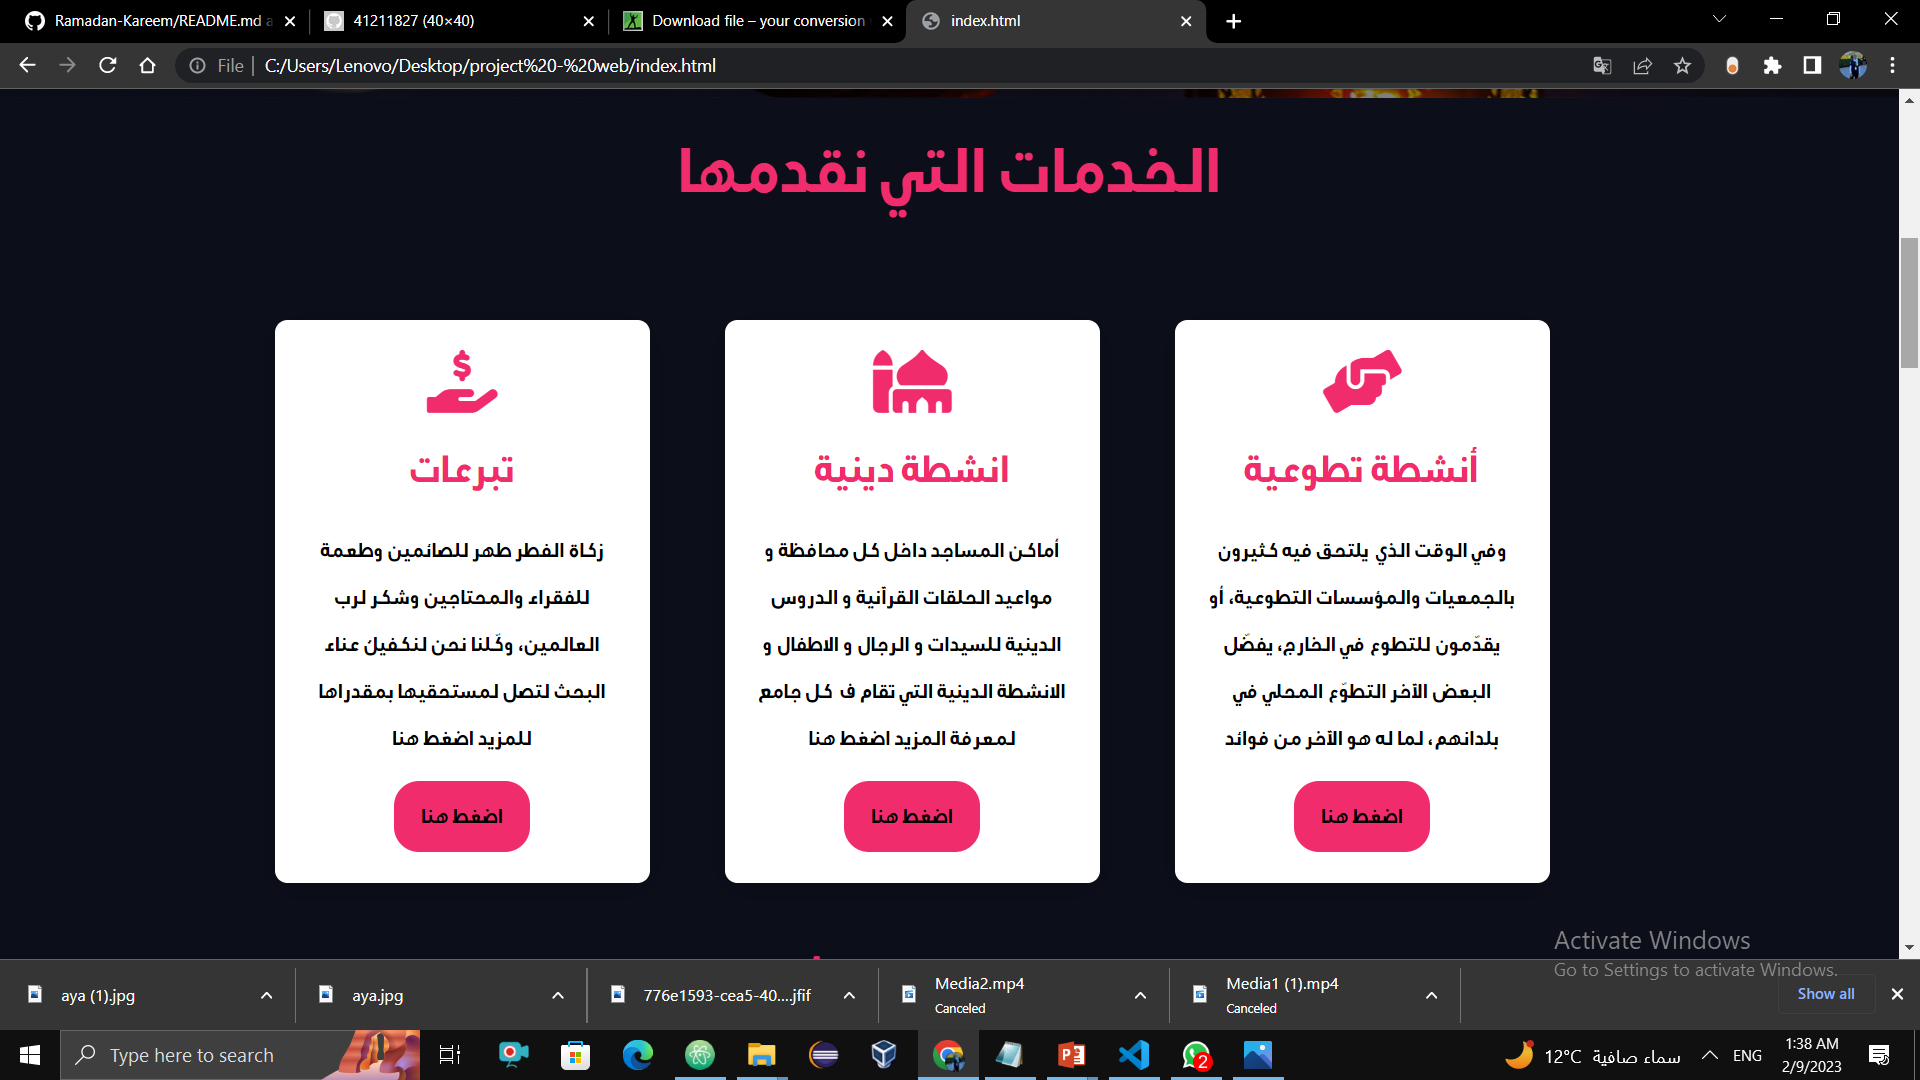 Ramadan-Kareem/README.md a
41211827 (40×40)
Download file – your conversion
index.html
File
C:/Users/Lenovo/Desktop/project%20-%20web/index.html
الخدمات التي نقدمها
أنشطة تطوعية
وفي الوقت الذي يلتحق فيه كثيرون
بالجمعيات والمؤسسات التطوعية، أو
يقدّمون للتطوع في الخارج، يفضّل
البعض الآخر التطوّع المحلي في
بلدانهم، لما له هو الآخر من فوائد
اضغط هنا
انشطة دينية
أماكن المساجد داخل كل محافظة و
مواعيد الحلقات القرآنية و الدروس
الدينية للسيدات و الرجال و الاطفال و
الانشطة الدينية التي تقام ف كل جامع
لمعرفة المزيد اضغط هنا
اضغط هنا
تبرعات
زكاة الفطر طهر للصائمين وطعمة
للفقراء والمحتاجين وشكر لرب
العالمين، وكّلنا نحن لنكفيك عناء
البحث لتصل لمستحقيها بمقدراها
للمزيد اضغط هنا
اضغط هنا
Activate Windows
Go to Settings to activate Windows.
aya (1).jpg
aya.jpg
776e1593-cea5-40....jfif
Media2.mp4
Canceled
Media1 (1).mp4
Canceled
Show all
Type here to search
2
12°C سماء صافية
ENG
1:38 AM
2/9/2023